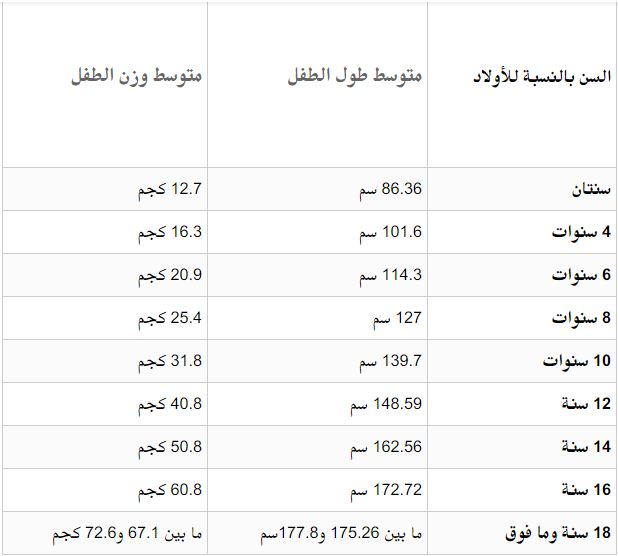 السن بالنسبة للأولاد متوسط طول الطفل متوسط وزن الطفل
سنتان 86.36 سم 12.7 كجم
4 سنوات 101.6 سم 16.3 كجم
6 سنوات 114.3 سم 20.9 كجم
8 سنوات 127 سم 25.4 كجم
10 سنوات 139.7 سم 31.8 كجم
12 سنة 148.59 سم 40.8 كجم
14 سنة 162.56 سم 50.8 كجم
16 سنة 172.72 سم 60.8 كجم
18 سنة وما فوق ما بين 175.26 و177.8سم ما بين 67.1 و72.6 كجم